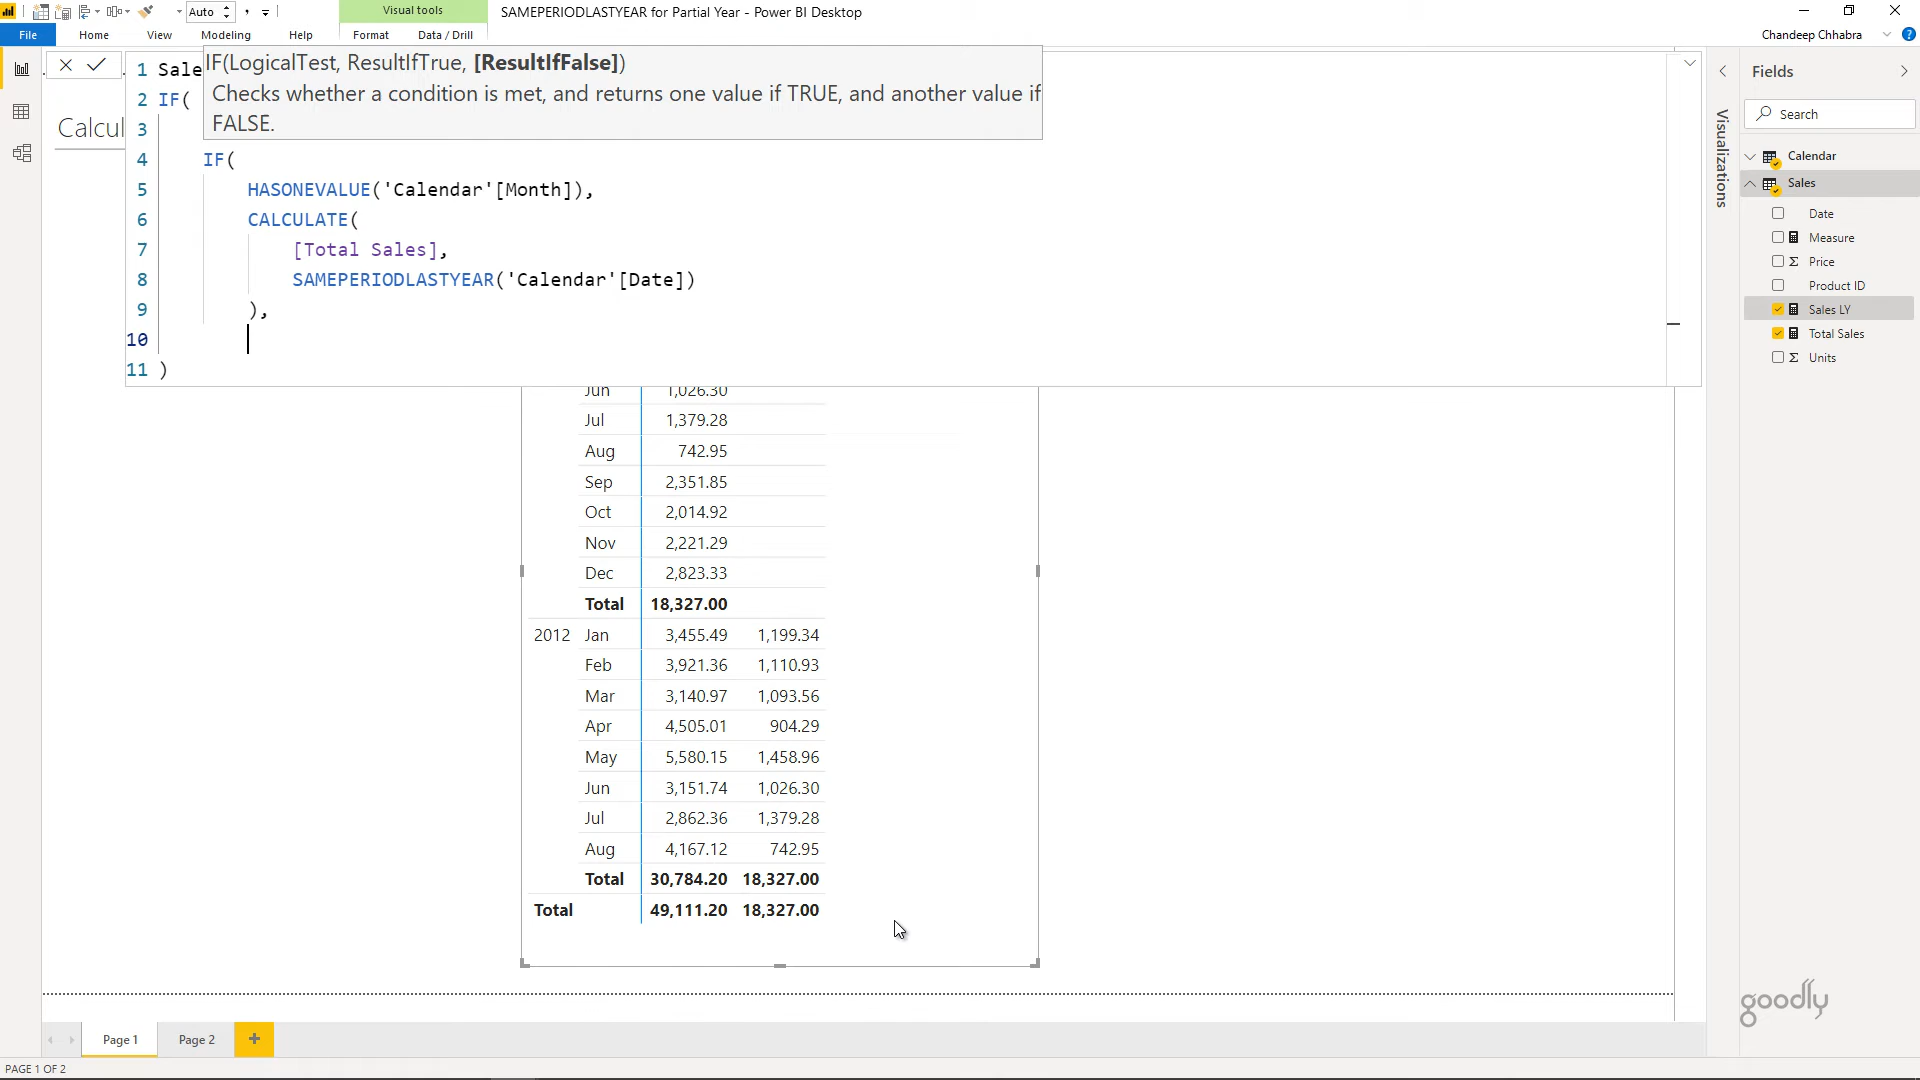 Auto
Visual tools
SAMEPERIODLASTYEAR for Partial Year - Power BI Desktop
File
Home
View
Modeling
Help
Format
Data / Drill
Chandeep Chhabra
?
IF(LogicalTest, ResultIfTrue, [ResultIfFalse])
Checks whether a condition is met, and returns one value if TRUE, and another value if
FALSE.
1 Sale
2 IF(
3
4 IF(
5 HASONEVALUE('Calendar'[Month]),
6 CALCULATE(
7 [Total Sales],
8 SAMEPERIODLASTYEAR('Calendar'[Date])
9 ),
10
11 )
Calcul
Jun 1,026.30
Jul 1,379.28
Aug 742.95
Sep 2,351.85
Oct 2,014.92
Nov 2,221.29
Dec 2,823.33
Total 18,327.00
2012 Jan 3,455.49 1,199.34
Feb 3,921.36 1,110.93
Mar 3,140.97 1,093.56
Apr 4,505.01 904.29
May 5,580.15 1,458.96
Jun 3,151.74 1,026.30
Jul 2,862.36 1,379.28
Aug 4,167.12 742.95
Total 30,784.20 18,327.00
Total 49,111.20 18,327.00
Visualizations
Fields
Search
Calendar
Sales
Date
Measure
Σ Price
Product ID
Sales LY
Total Sales
Σ Units
goodly
Page 1
Page 2
+
PAGE 1 OF 2